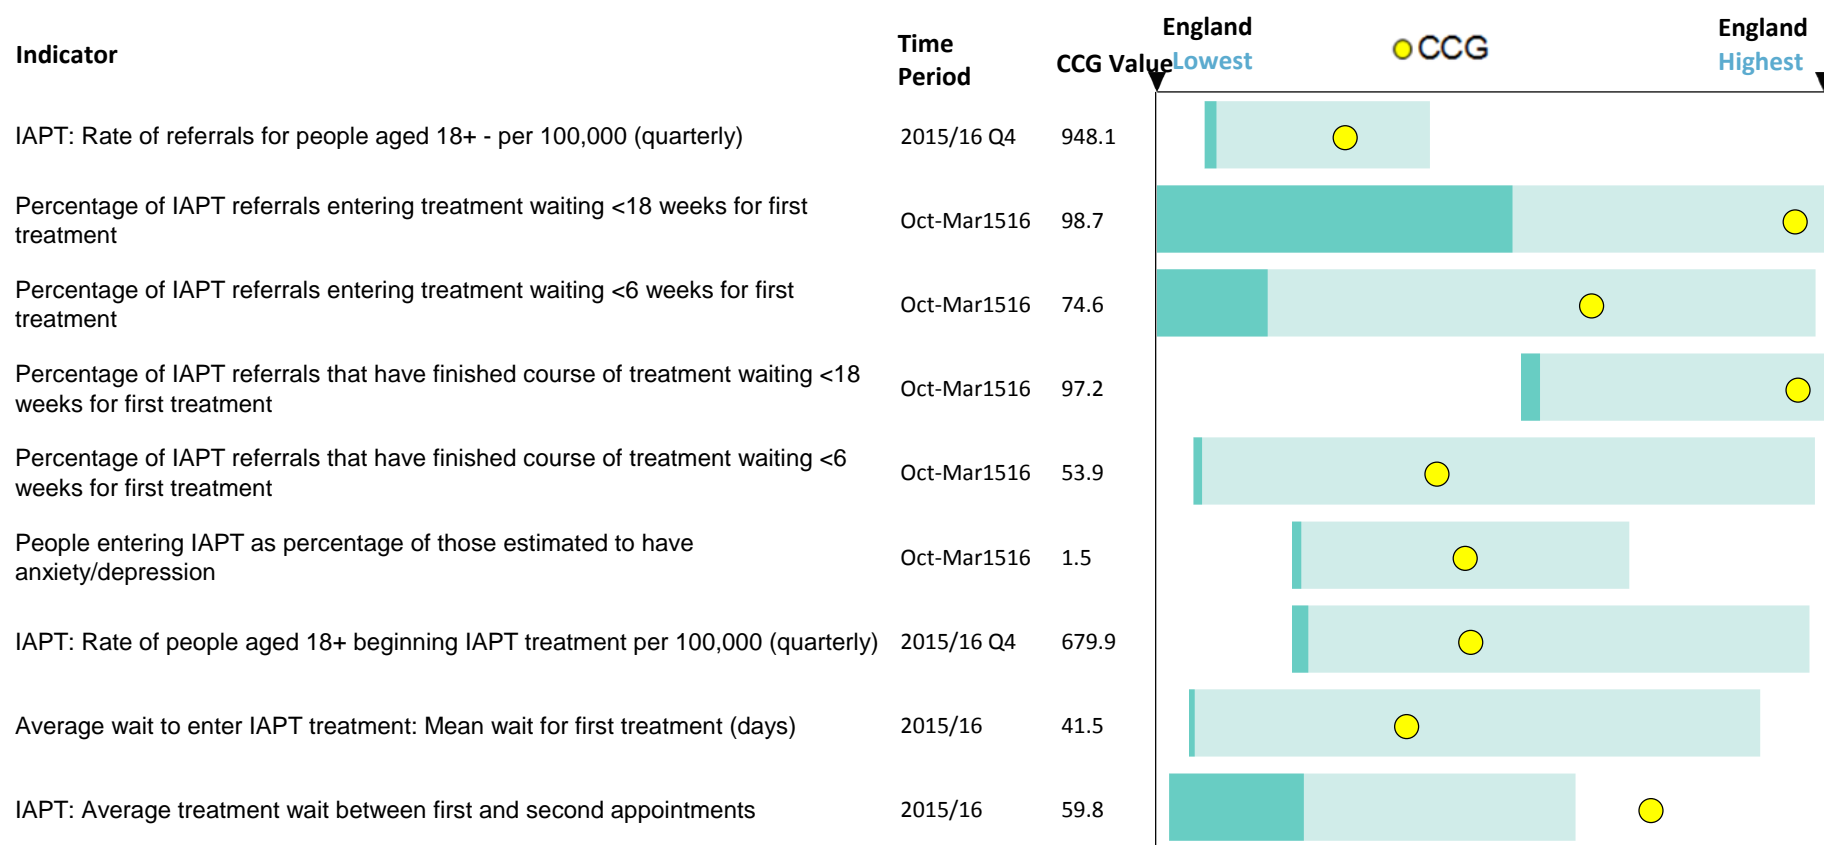 Indicator
Time
Period
CCG Value
England
Lowest
CCG
England
Highest
IAPT: Rate of referrals for people aged 18+ - per 100,000 (quarterly) 2015/16 Q4 948.1
Percentage of IAPT referrals entering treatment waiting <18 weeks for first
treatment
Oct-Mar1516 98.7
Percentage of IAPT referrals entering treatment waiting <6 weeks for first
treatment
Oct-Mar1516 74.6
Percentage of IAPT referrals that have finished course of treatment waiting <18
weeks for first treatment
Oct-Mar1516 97.2
Percentage of IAPT referrals that have finished course of treatment waiting <6
weeks for first treatment
Oct-Mar1516 53.9
People entering IAPT as percentage of those estimated to have
anxiety/depression
Oct-Mar1516 1.5
IAPT: Rate of people aged 18+ beginning IAPT treatment per 100,000 (quarterly) 2015/16 Q4 679.9
Average wait to enter IAPT treatment: Mean wait for first treatment (days) 2015/16 41.5
IAPT: Average treatment wait between first and second appointments 2015/16 59.8